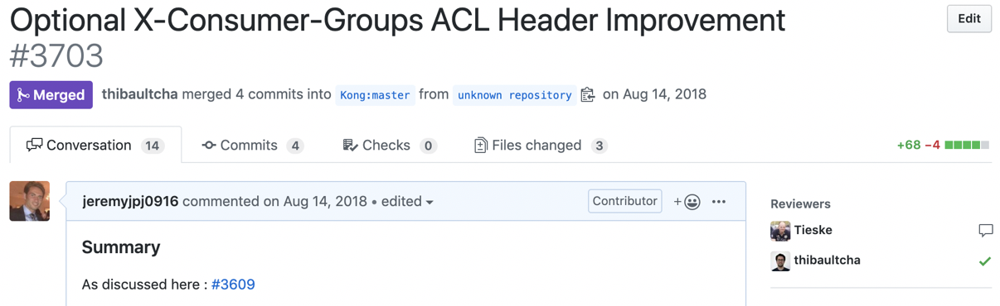 Optional X-Consumer-Groups ACL Header Improvement
#3703
Edit
Merged thibaultcha merged 4 commits into Kong:master from unknown repository on Aug 14, 2018
Conversation 14 Commits 4 Checks 0 Files changed 3 +68 −4
jeremyjpj0916 commented on Aug 14, 2018 • edited Contributor
Summary
As discussed here : #3609
Reviewers
Tieske
thibaultcha